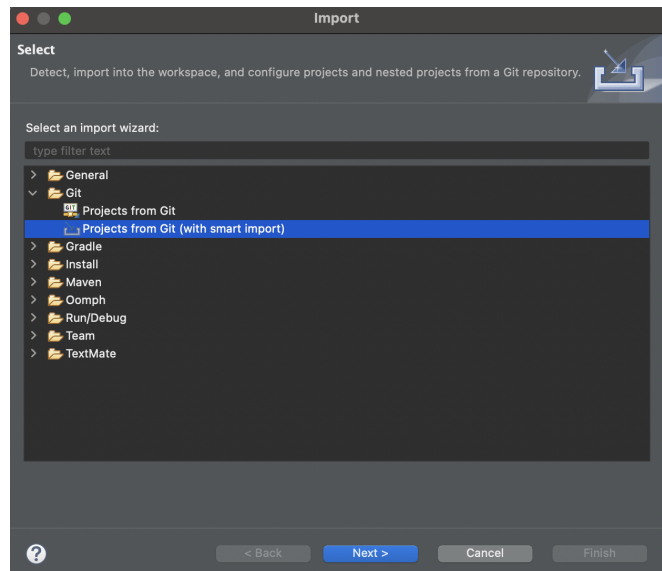 Import
Select
Detect, import into the workspace, and configure projects and nested projects from a Git repository.
Select an import wizard:
type filter text
General
Git
GIT
Projects from Git
Projects from Git (with smart import)
Gradle
Install
Maven
Oomph
Run/Debug
Team
TextMate
?
< Back
Next >
Cancel
Finish